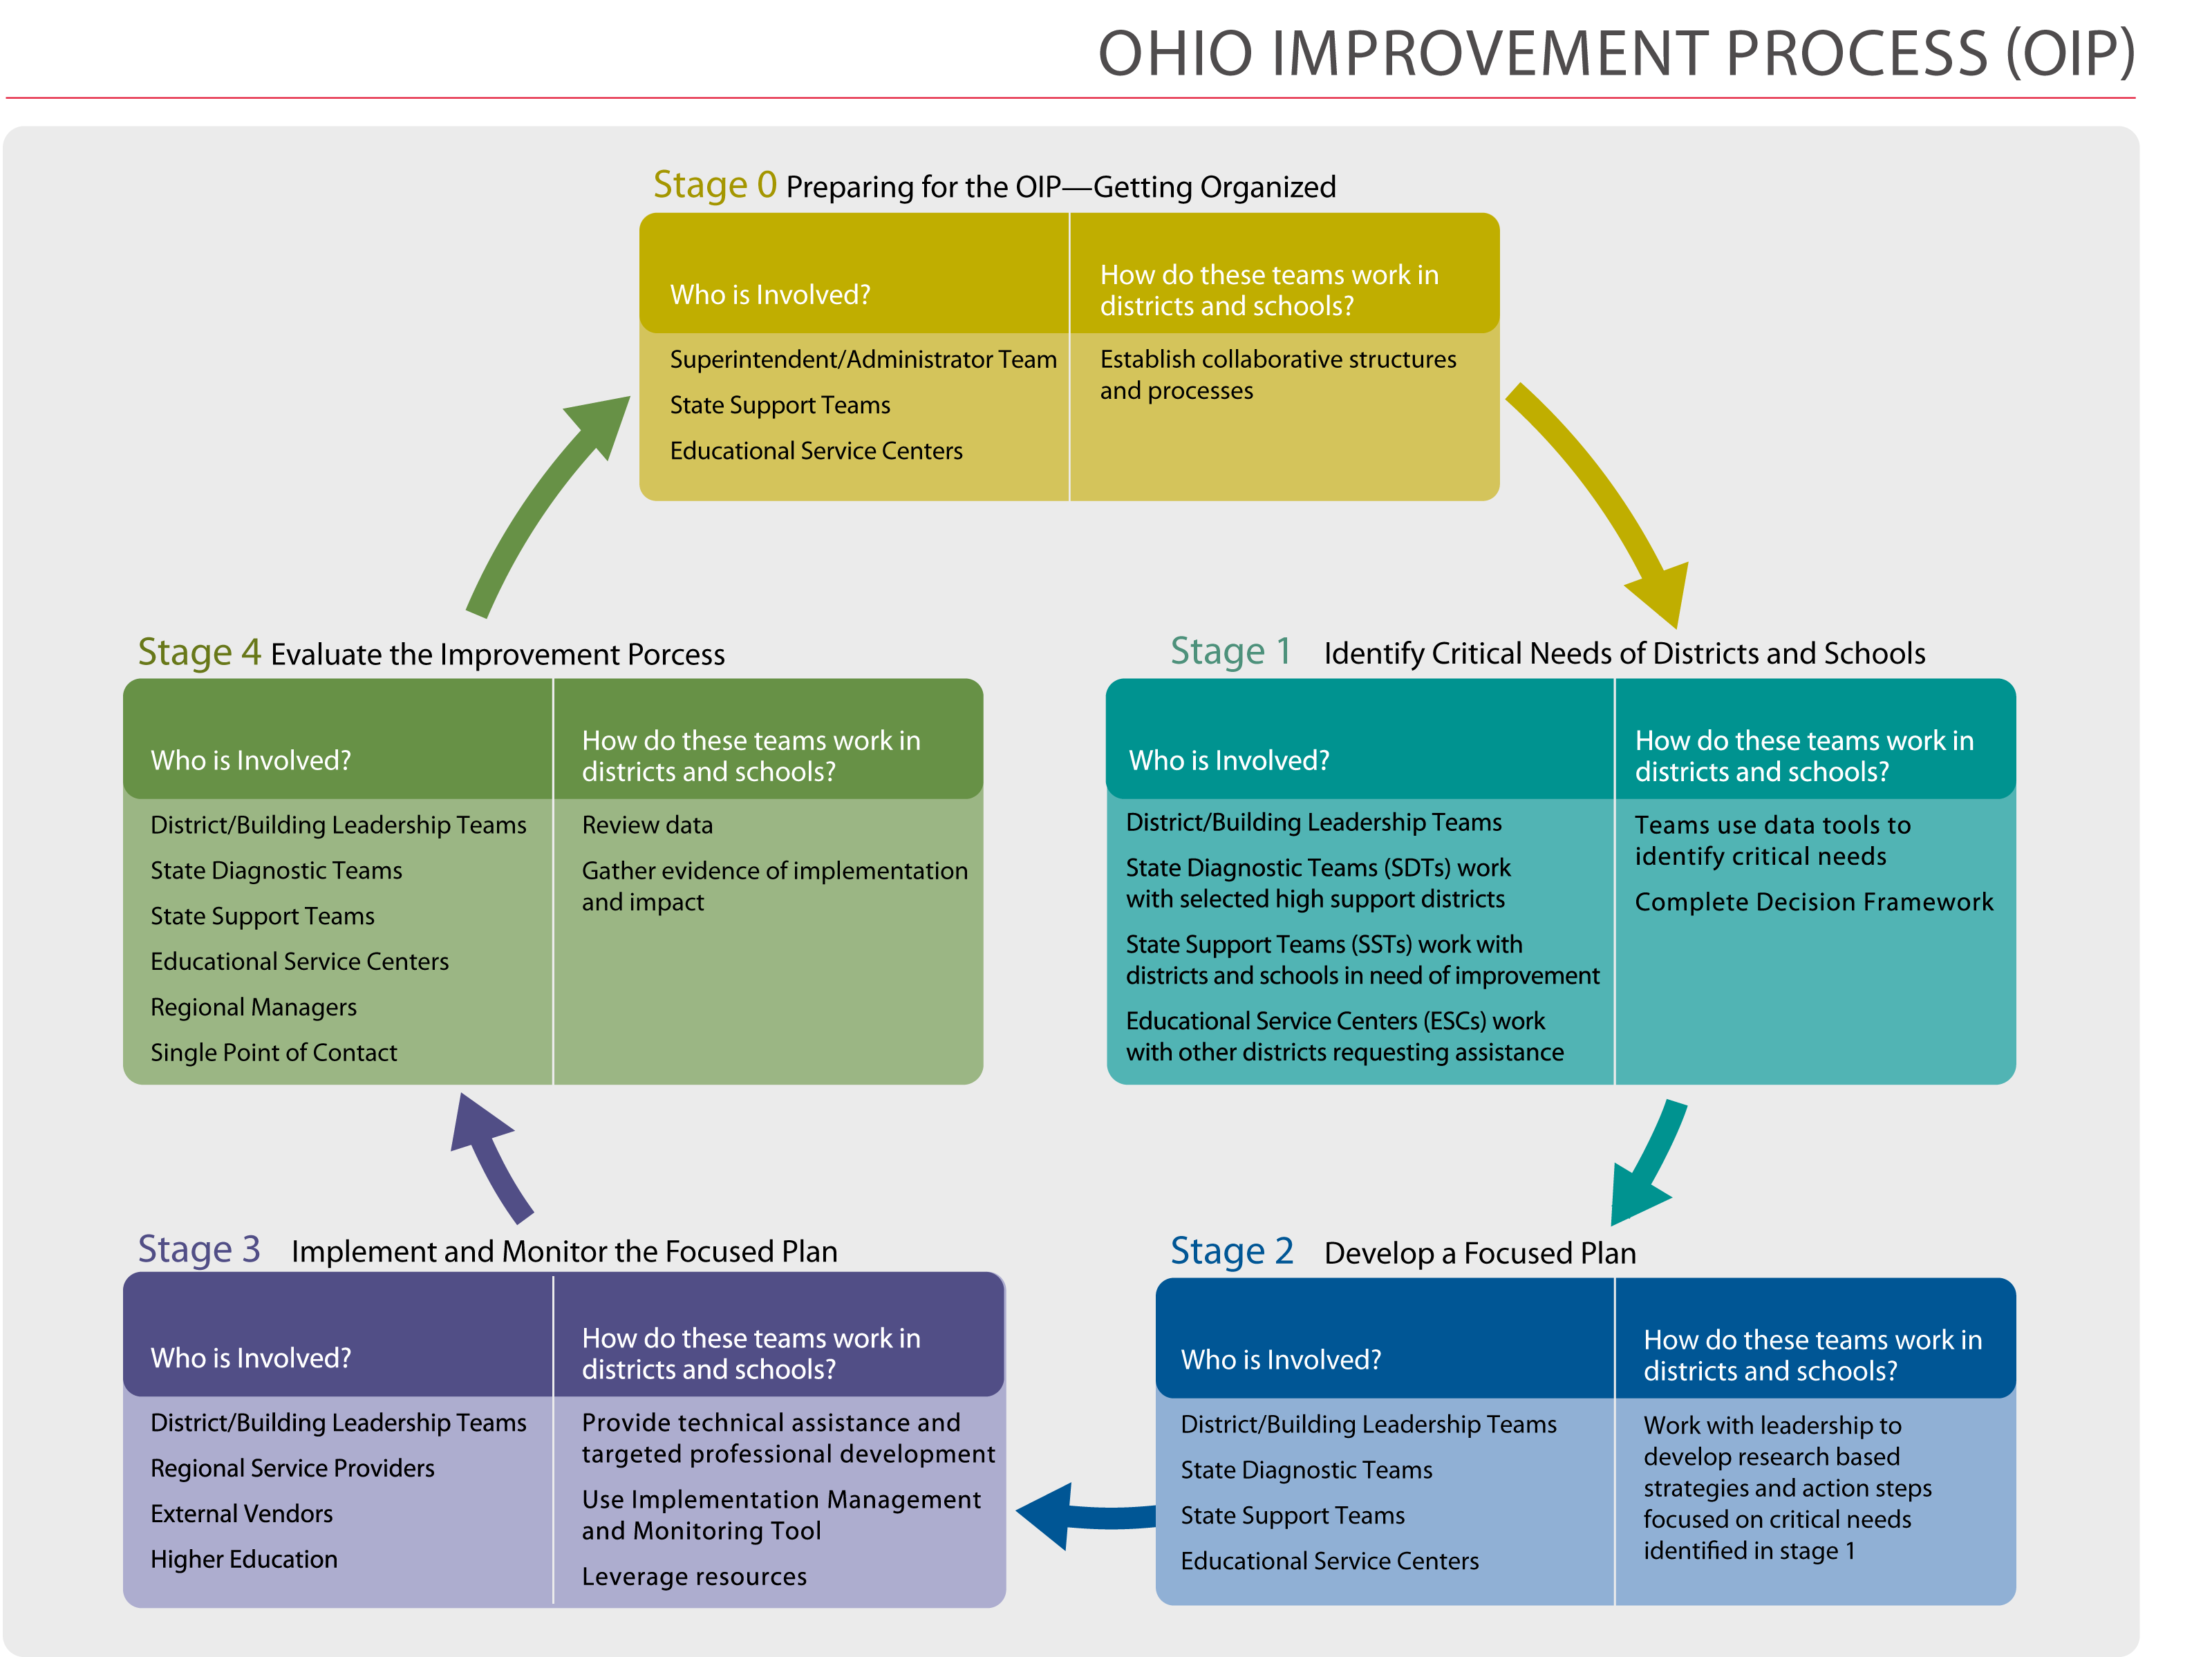 OHIO IMPROVEMENT PROCESS (OIP)
Stage 0 Preparing for the OIP—Getting Organized
Who is Involved?
How do these teams work in
districts and schools?
Superintendent/Administrator Team
State Support Teams
Educational Service Centers
Establish collaborative structures
and processes
Stage 1 Identify Critical Needs of Districts and Schools
Who is Involved?
How do these teams work in
districts and schools?
District/Building Leadership Teams
State Diagnostic Teams (SDTs) work
with selected high support districts
State Support Teams (SSTs) work with
districts and schools in need of improvement
Educational Service Centers (ESCs) work
with other districts requesting assistance
Teams use data tools to
identify critical needs
Complete Decision Framework
Stage 2 Develop a Focused Plan
Who is Involved?
How do these teams work in
districts and schools?
District/Building Leadership Teams
State Diagnostic Teams
State Support Teams
Educational Service Centers
Work with leadership to
develop research based
strategies and action steps
focused on critical needs
identified in stage 1
Stage 3 Implement and Monitor the Focused Plan
Who is Involved?
How do these teams work in
districts and schools?
District/Building Leadership Teams
Regional Service Providers
External Vendors
Higher Education
Provide technical assistance and
targeted professional development
Use Implementation Management
and Monitoring Tool
Leverage resources
Stage 4 Evaluate the Improvement Porcess
Who is Involved?
How do these teams work in
districts and schools?
District/Building Leadership Teams
State Diagnostic Teams
State Support Teams
Educational Service Centers
Regional Managers
Single Point of Contact
Review data
Gather evidence of implementation
and impact